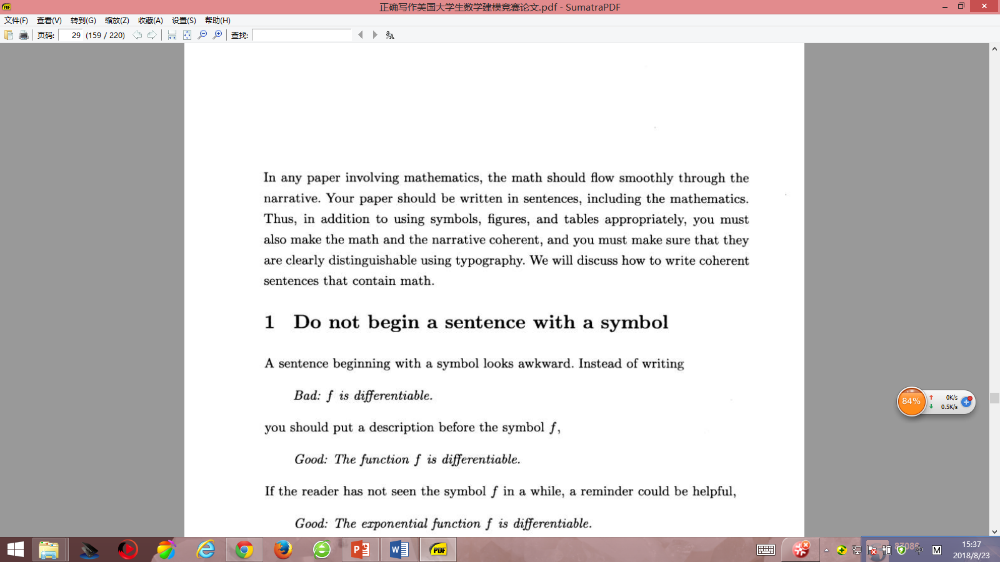 正确写作美国大学生数学建模竞赛论文.pdf - SumatraPDF
文件(F) 查看(V) 转到(G) 缩放(Z) 收藏(A) 设置(S) 帮助(H)
页码: 29 (159 / 220) 查找:
In any paper involving mathematics, the math should flow smoothly through the
narrative. Your paper should be written in sentences, including the mathematics.
Thus, in addition to using symbols, figures, and tables appropriately, you must
also make the math and the narrative coherent, and you must make sure that they
are clearly distinguishable using typography. We will discuss how to write coherent
sentences that contain math.
1 Do not begin a sentence with a symbol
A sentence beginning with a symbol looks awkward. Instead of writing
Bad: f is differentiable.
you should put a description before the symbol f,
Good: The function f is differentiable.
If the reader has not seen the symbol f in a while, a reminder could be helpful,
Good: The exponential function f is differentiable.
84%
0K/s
0.5K/s
PDF
中
M
15:37
2018/8/23